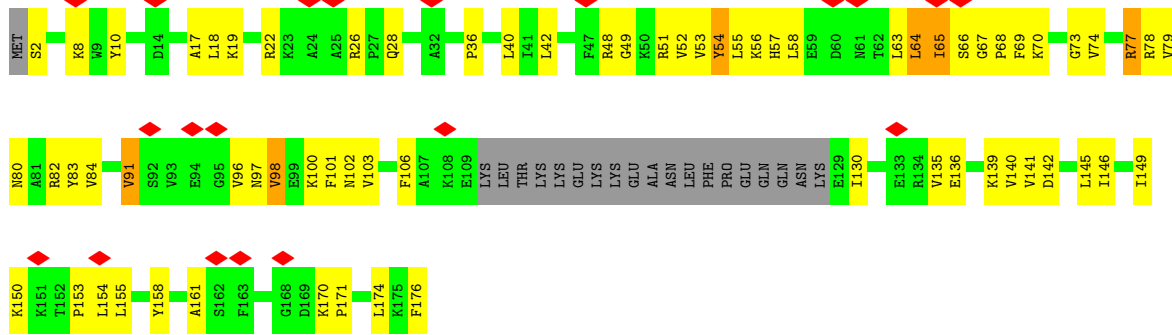 MET S2 K8 W9 Y10 D14 A17 L18 K19 R22 K23 A24 A25 R26 P27 Q28 A32 P36 L40 I41 L42 F47 R48 G49 K50 R51 V52 V53 Y54 L55 K56 H57 L58 E59 D60 N61 T62 L63 L64 I65 S66 G67 P68 F69 K70 G73 V74 R77 R78 V79
N80 A81 R82 Y83 V84 V91 S92 V93 E94 G95 V96 N97 V98 E99 K100 F101 N102 V103 F106 A107 K108 E109 LYS LEU THR LYS LYS GLU LYS LYS GLU ALA ASN LEU PHE PRO GLU GLN GLN ASN LYS E129 I130 E133 R134 V135 E136 K139 V140 V141 D142 L145 I146 I149
K150 K151 T152 P153 L154 L155 Y158 A161 S162 F163 G168 D169 K170 P171 L174 K175 F176